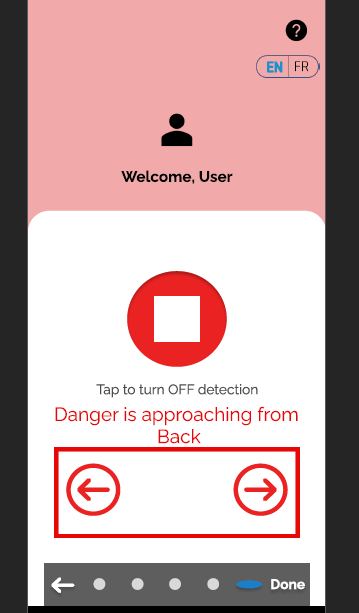 ?
EN FR
Welcome, User
Tap to turn OFF detection
Danger is approaching from
Back
Done